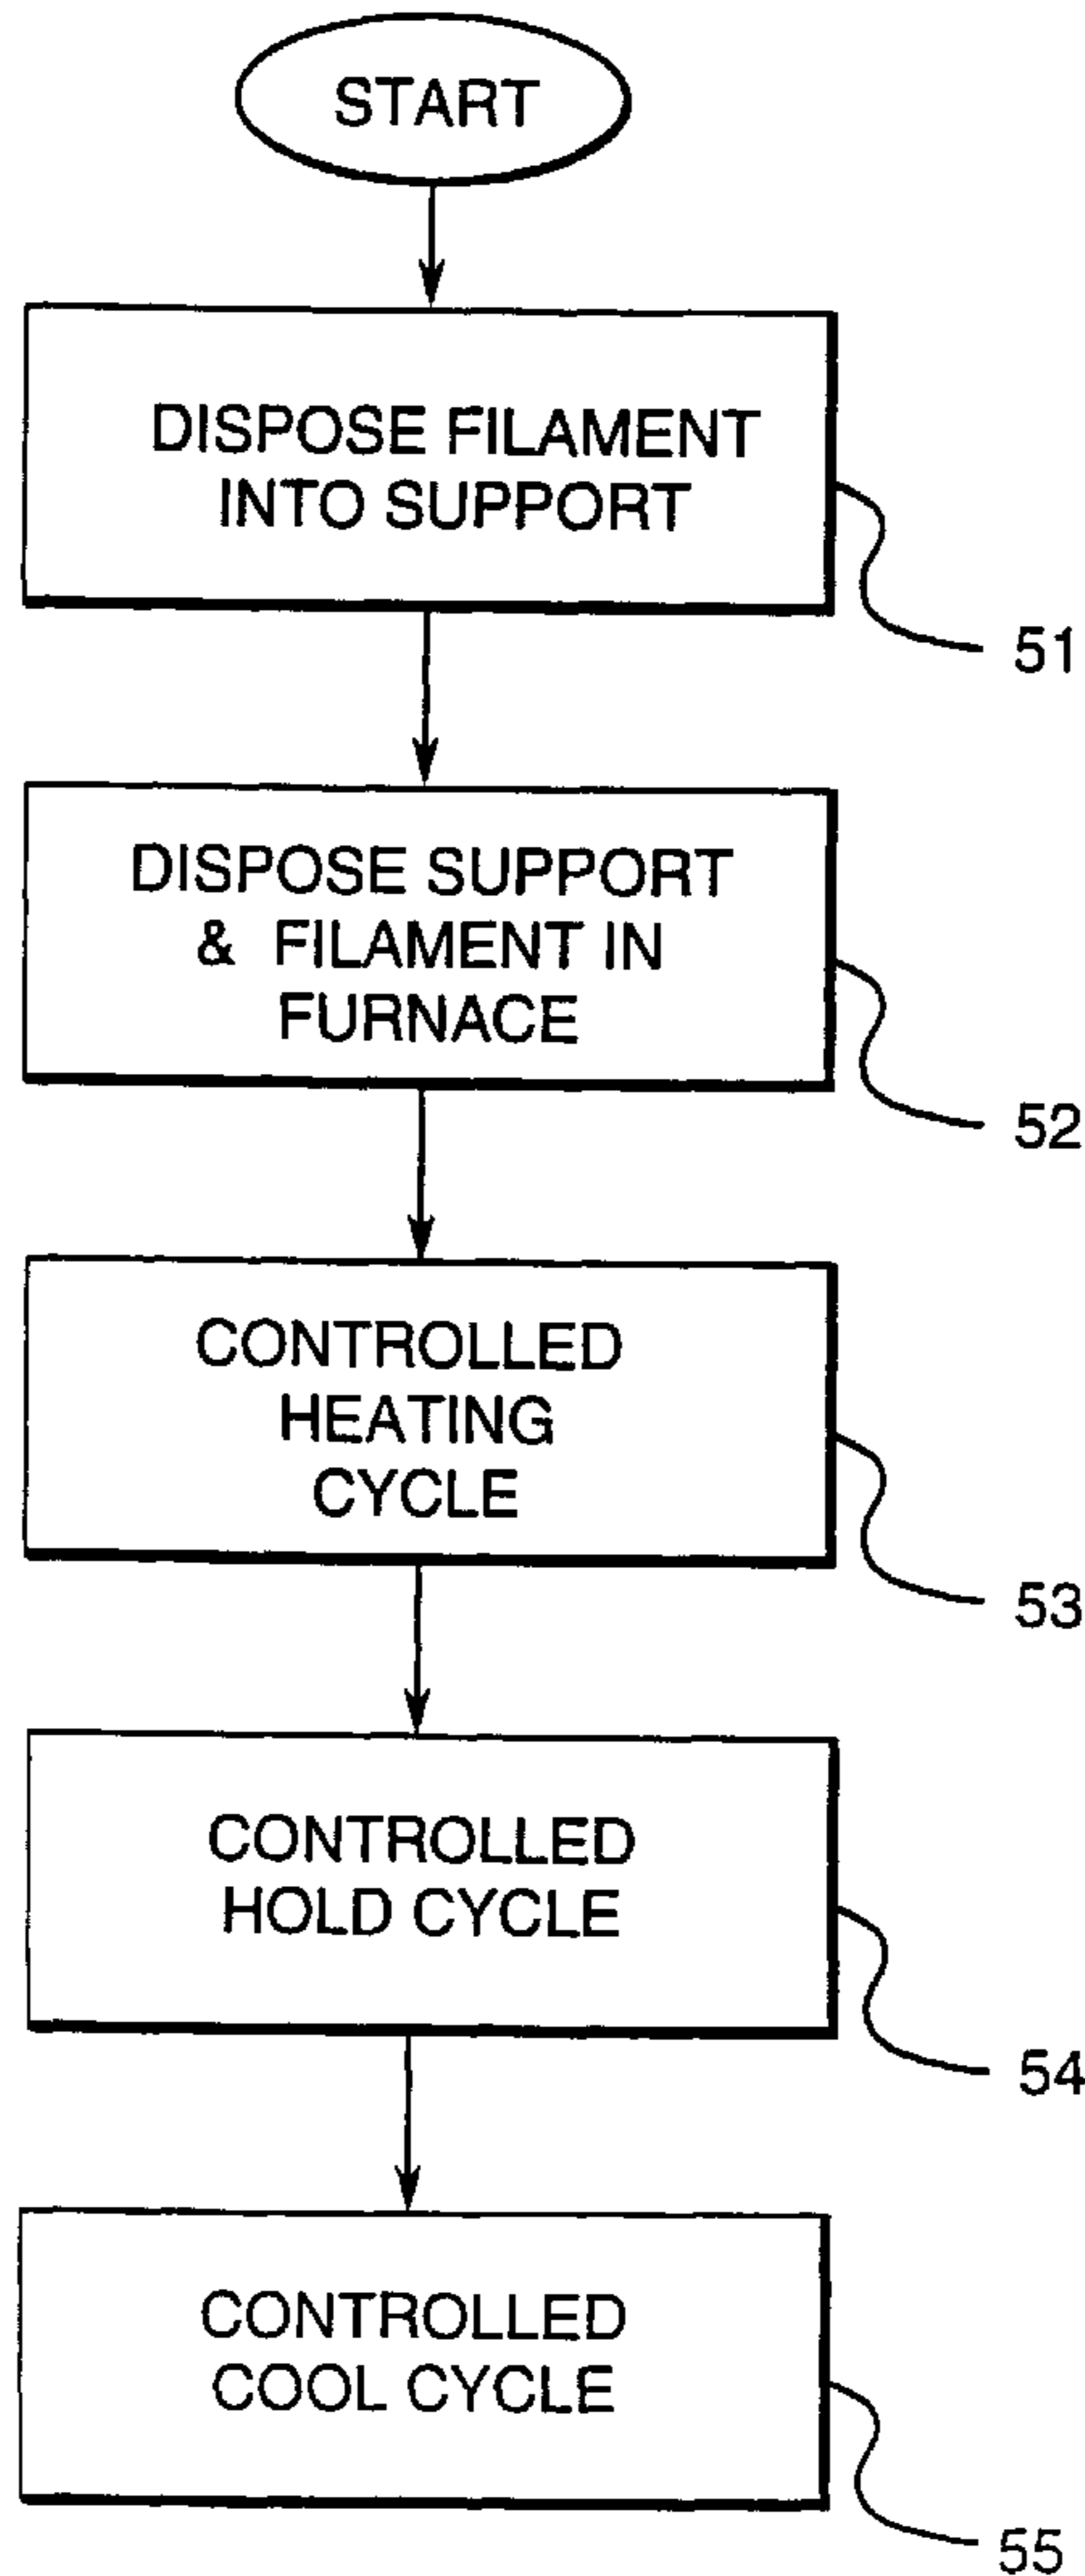 START
DISPOSE FILAMENT
INTO SUPPORT
51
DISPOSE SUPPORT
& FILAMENT IN
FURNACE
52
CONTROLLED
HEATING
CYCLE
53
CONTROLLED
HOLD CYCLE
54
CONTROLLED
COOL CYCLE
55